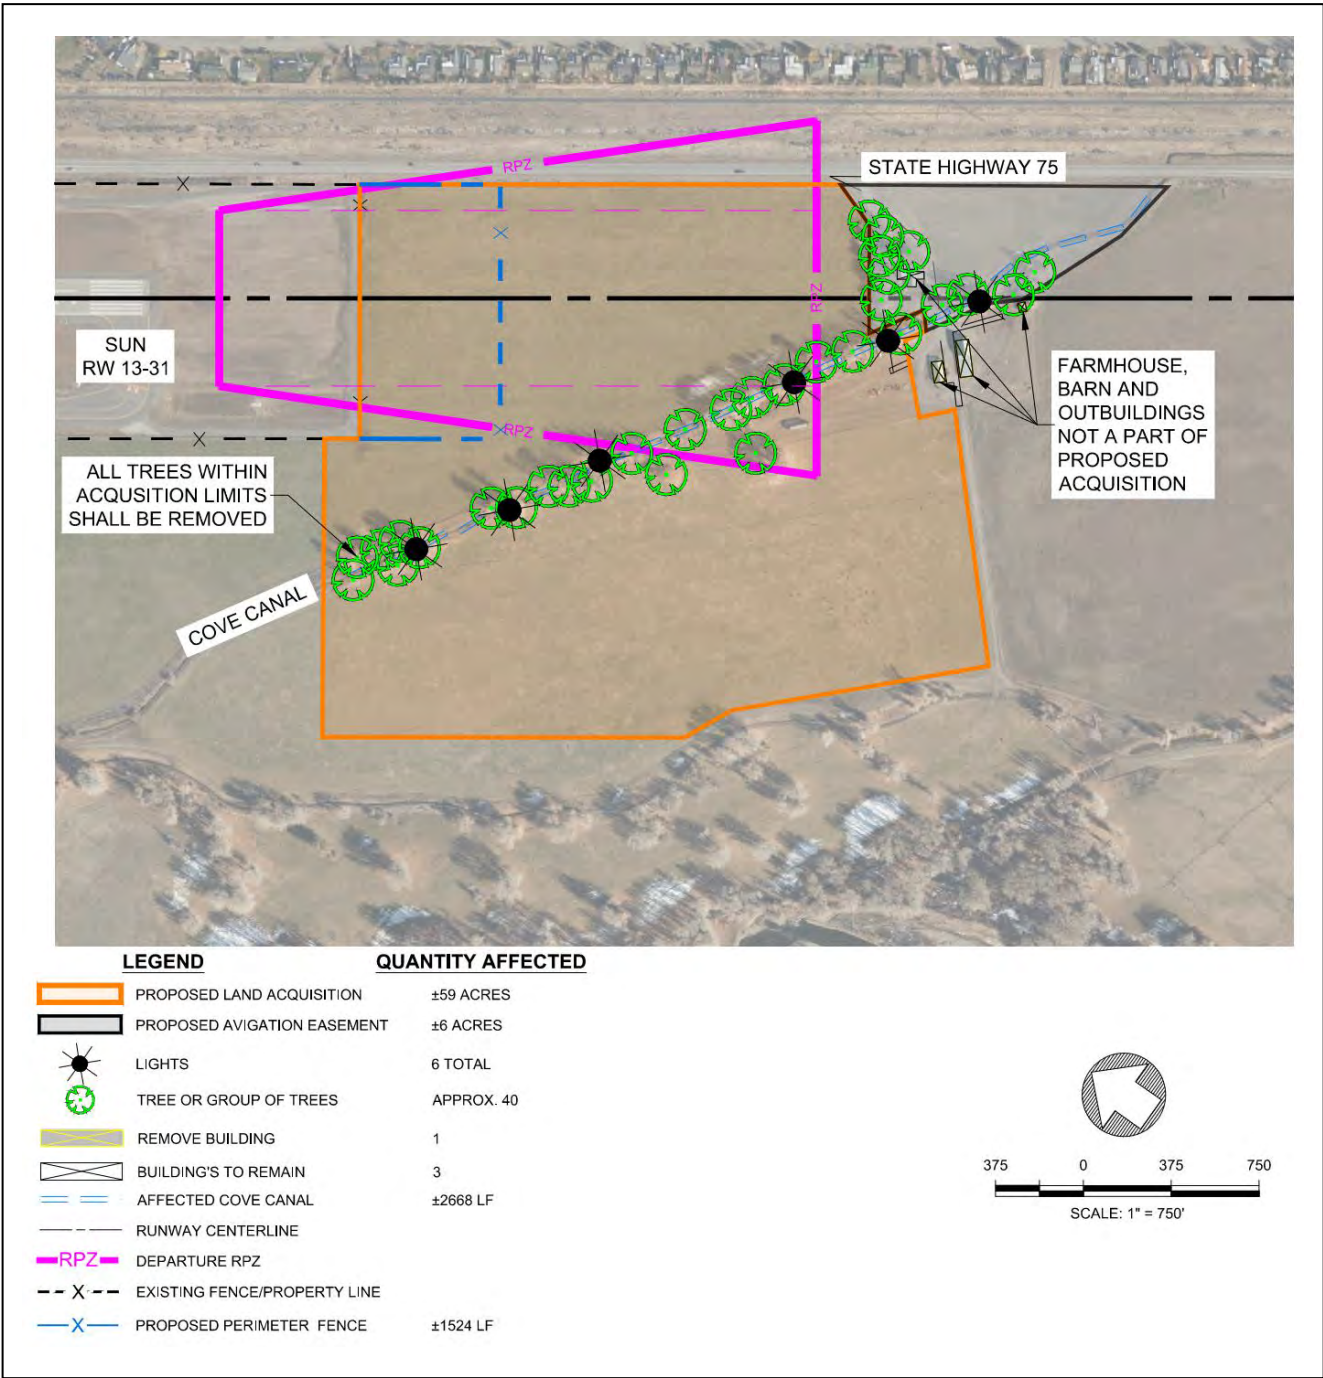 RPZ
STATE HIGHWAY 75
RPZ
SUN
RW 13-31
FARMHOUSE,
BARN AND
OUTBUILDINGS
NOT A PART OF
PROPOSED
ACQUISITION
RPZ
ALL TREES WITHIN
ACQUSITION LIMITS
SHALL BE REMOVED
COVE CANAL
LEGEND QUANTITY AFFECTED
PROPOSED LAND ACQUISITION ±59 ACRES
PROPOSED AVIGATION EASEMENT ±6 ACRES
LIGHTS 6 TOTAL
TREE OR GROUP OF TREES APPROX. 40
REMOVE BUILDING 1
BUILDING'S TO REMAIN 3
AFFECTED COVE CANAL ±2668 LF
RUNWAY CENTERLINE
RPZ DEPARTURE RPZ
X EXISTING FENCE/PROPERTY LINE
X PROPOSED PERIMETER FENCE ±1524 LF
375 0 375 750
SCALE: 1" = 750'